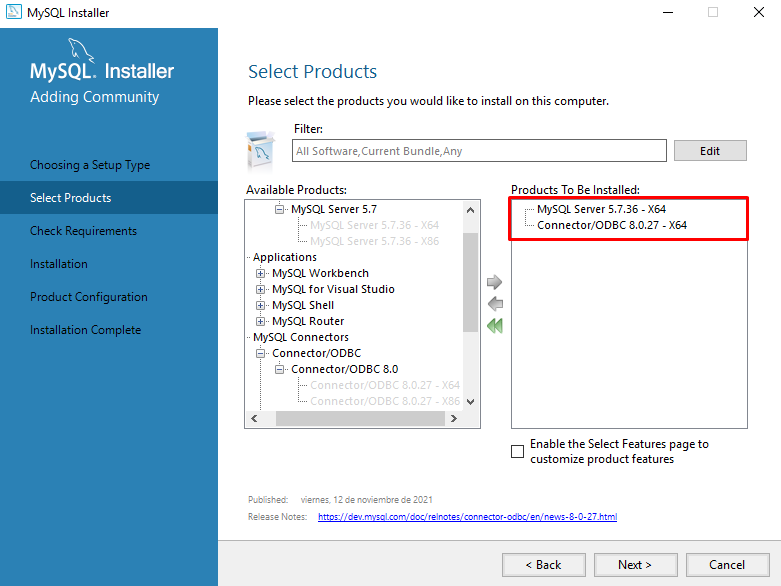 MySQL Installer
MySQL. Installer
Adding Community
Choosing a Setup Type
Select Products
Check Requirements
Installation
Product Configuration
Installation Complete
Select Products
Please select the products you would like to install on this computer.
Filter:
All Software,Current Bundle,Any
Edit
Available Products:
MySQL Server 5.7
MySQL Server 5.7.36 - X64
MySQL Server 5.7.36 - X86
Applications
MySQL Workbench
MySQL for Visual Studio
MySQL Shell
MySQL Router
MySQL Connectors
Connector/ODBC
Connector/ODBC 8.0
Connector/ODBC 8.0.27 - X64
Connector/ODBC 8.0.27 - X86
Products To Be Installed:
MySQL Server 5.7.36 - X64
Connector/ODBC 8.0.27 - X64
Enable the Select Features page to
customize product features
Published: viernes, 12 de noviembre de 2021
Release Notes: https://dev.mysql.com/doc/relnotes/connector-odbc/en/news-8-0-27.html
< Back
Next >
Cancel